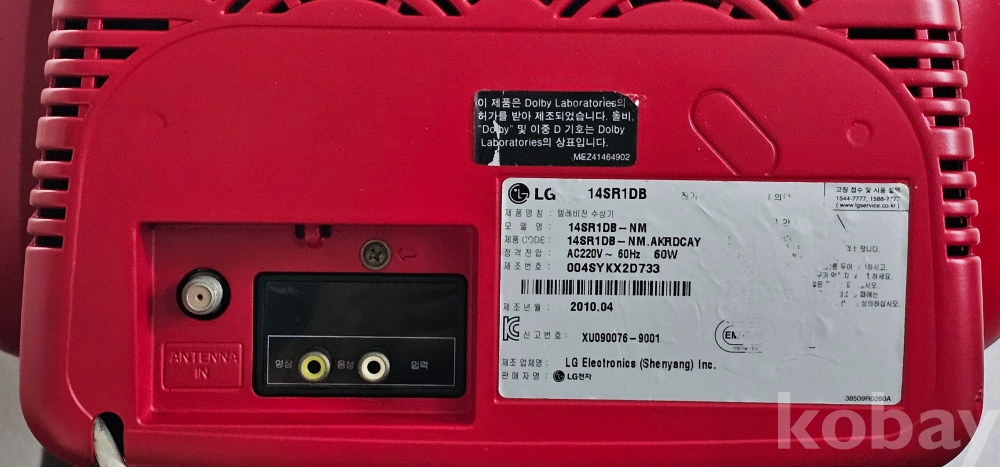 이 제품은 Dolby Laboratories의
허가를 받아 제조되었습니다. 돌비,
"Dolby" 및 이중 D 기호는 Dolby
Laboratories의 상표입니다.
MEZ41464902
LG 14SR1DB
고장 접수 및 사용 설명
1544-7777, 1588-7777
( www.lgservice.co.kr )
제 품 명 칭 : 텔레비전 수상기
모 델 명 : 14SR1DB-NM
제품 CODE : 14SR1DB-NM.AKRDCAY
정 격 전 압 : AC220V~ 60Hz 60W
제 조 번 호 : 004SYKX2D733
제 조 년 월 : 2010.04
신 고 번 호 : XU090076-9001
제조 업체명 : LG Electronics (Shenyang) Inc.
판 매 자 명 : LG전자
38509R0260A
ANTENNA
IN
영상 음성 입력
kobay